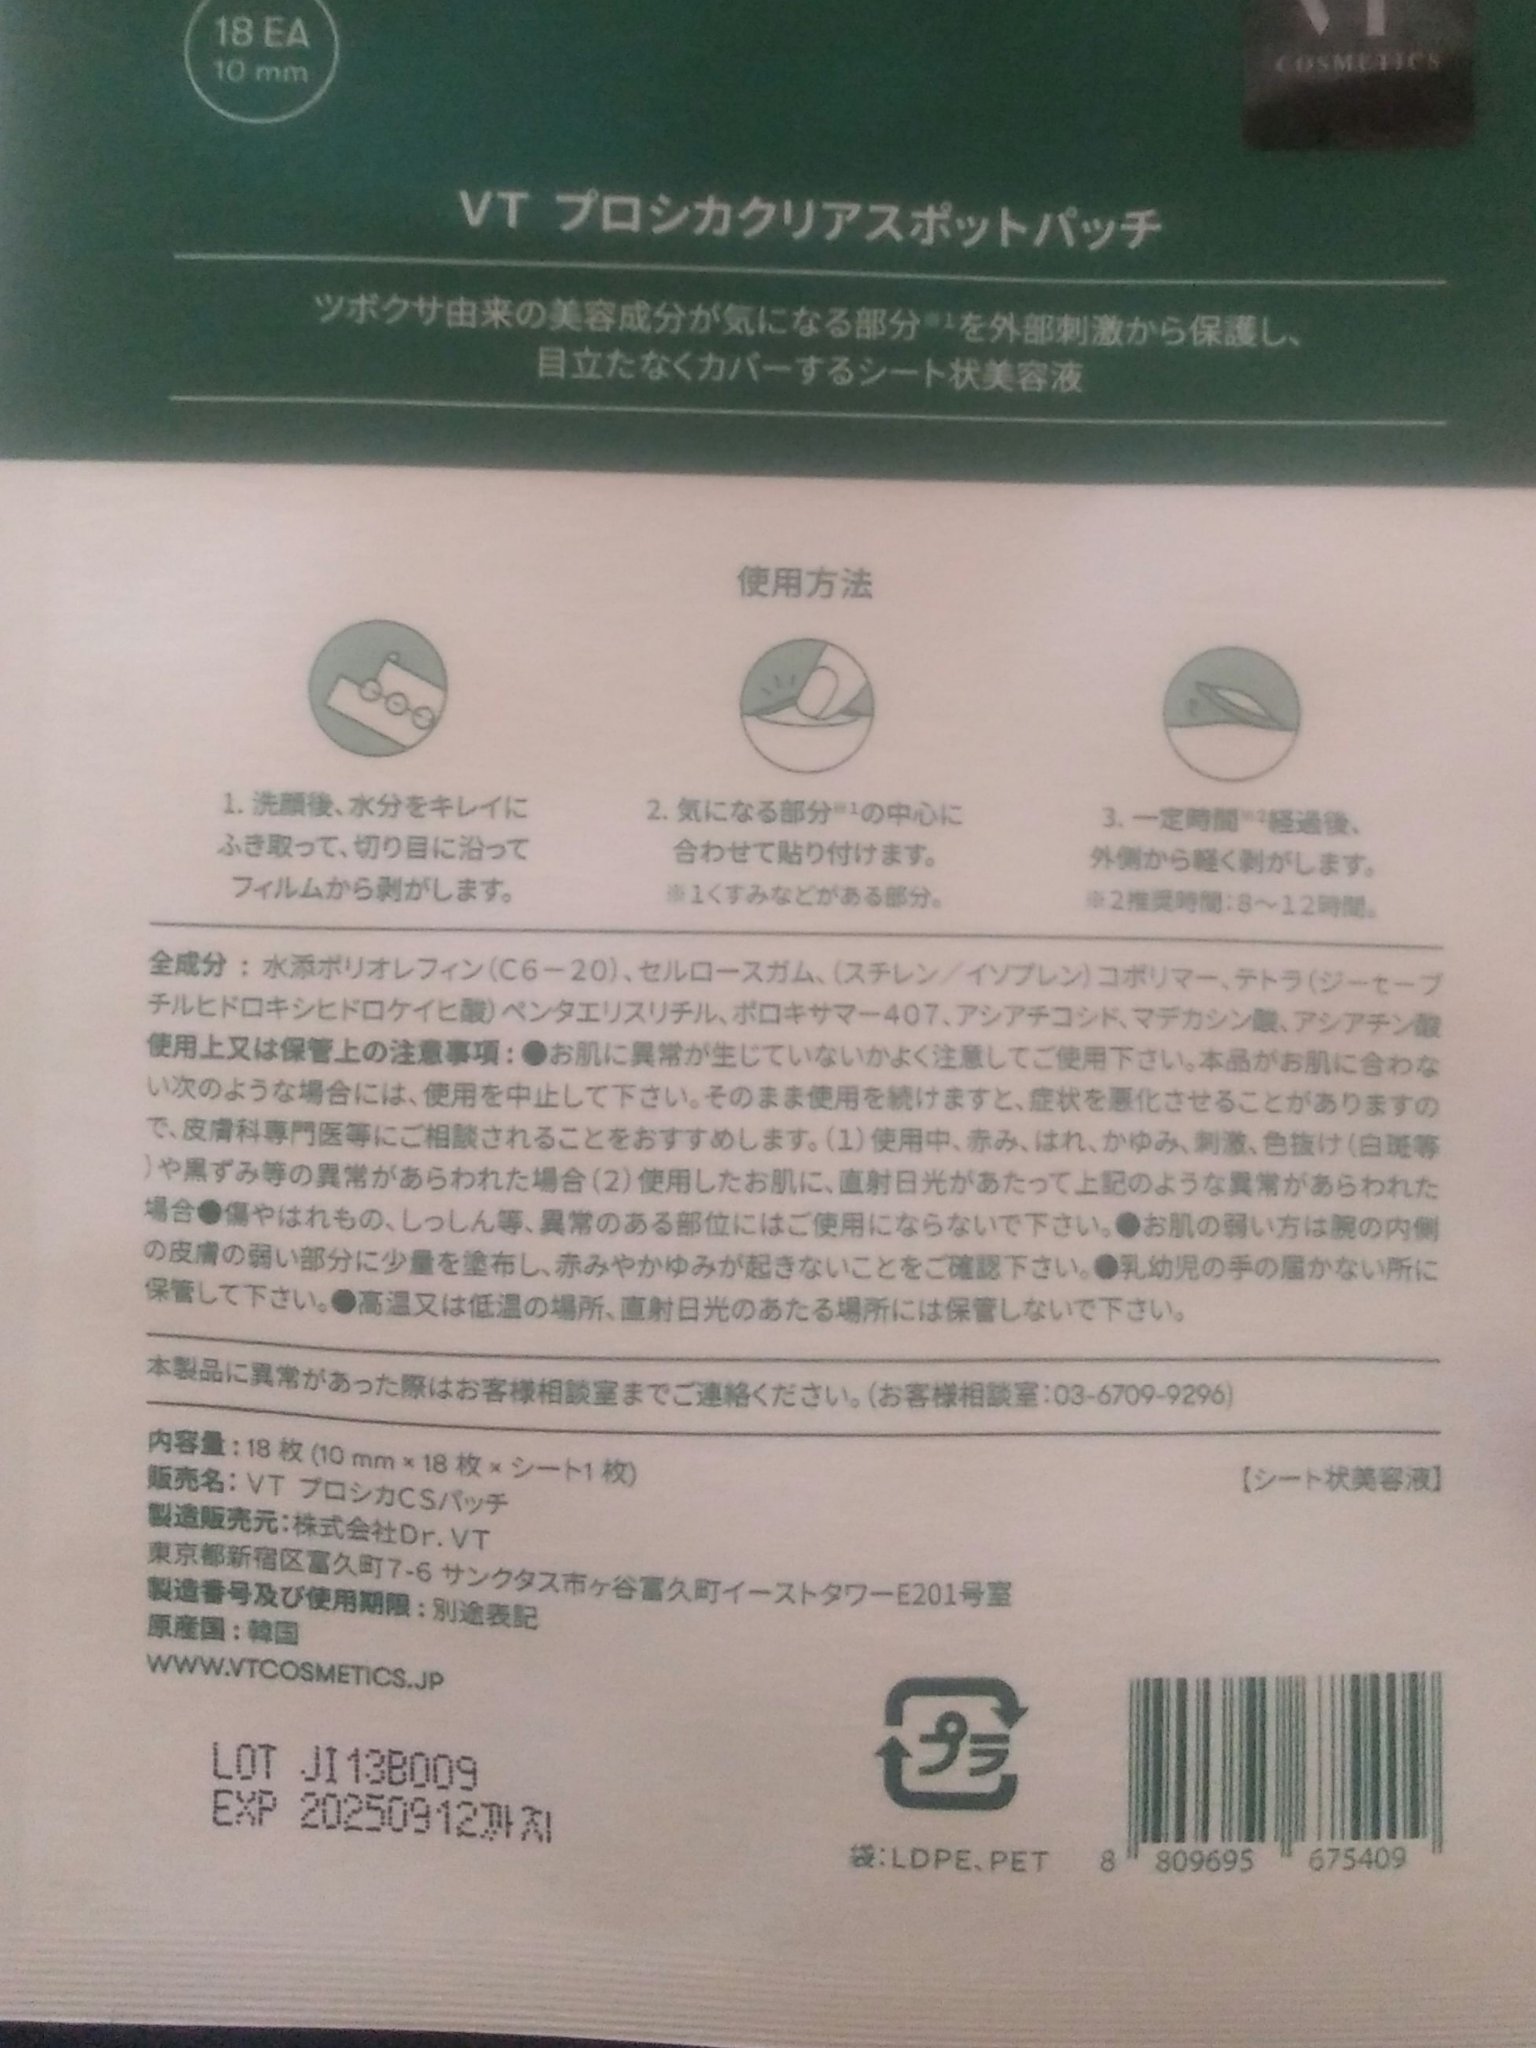 18 EA
10 mm
VT
COSMETICS
VT プロシカクリアスポットパッチ
ツボクサ由来の美容成分が気になる部分※1を外部刺激から保護し、
目立たなくカバーするシート状美容液
使用方法
1. 洗顔後、水分をキレイに
ふき取って、切り目に沿って
フィルムから剥がします。
2. 気になる部分※1の中心に
合わせて貼り付けます。
※1くすみなどがある部分。
3. 一定時間※2経過後、
外側から軽く剥がします。
※2推奨時間:8～12時間。
全成分 : 水添ポリオレフィン(C6－20)、セルロースガム、(スチレン／イソプレン)コポリマー、テトラ(ジーtーブ
チルヒドロキシヒドロケイヒ酸)ペンタエリスリチル、ポロキサマー407、アシアチコシド、マデカシン酸、アシアチン酸
使用上又は保管上の注意事項 : ●お肌に異常が生じていないかよく注意してご使用下さい。本品がお肌に合わな
い次のような場合には、使用を中止して下さい。そのまま使用を続けますと、症状を悪化させることがありますの
で、皮膚科専門医等にご相談されることをおすすめします。(1)使用中、赤み、はれ、かゆみ、刺激、色抜け(白斑等
)や黒ずみ等の異常があらわれた場合(2)使用したお肌に、直射日光があたって上記のような異常があらわれた
場合●傷やはれもの、しっしん等、異常のある部位にはご使用にならないで下さい。●お肌の弱い方は腕の内側
の皮膚の弱い部分に少量を塗布し、赤みやかゆみが起きないことをご確認下さい。●乳幼児の手の届かない所に
保管して下さい。●高温又は低温の場所、直射日光のあたる場所には保管しないで下さい。
本製品に異常があった際はお客様相談室までご連絡ください。(お客様相談室:03-6709-9296)
内容量 : 18 枚 (10 mm × 18 枚 × シート1 枚)
【シート状美容液】
販売名: VT プロシカCSパッチ
製造販売元:株式会社Dr. VT
東京都新宿区富久町7-6 サンクタス市ヶ谷富久町イーストタワーE201号室
製造番号及び使用期限 : 別途表記
原産国 : 韓国
WWW.VTCOSMETICS.JP
LOT JI13B009
EXP 20250912까지
プラ
袋:LDPE、PET
8 809695 675409